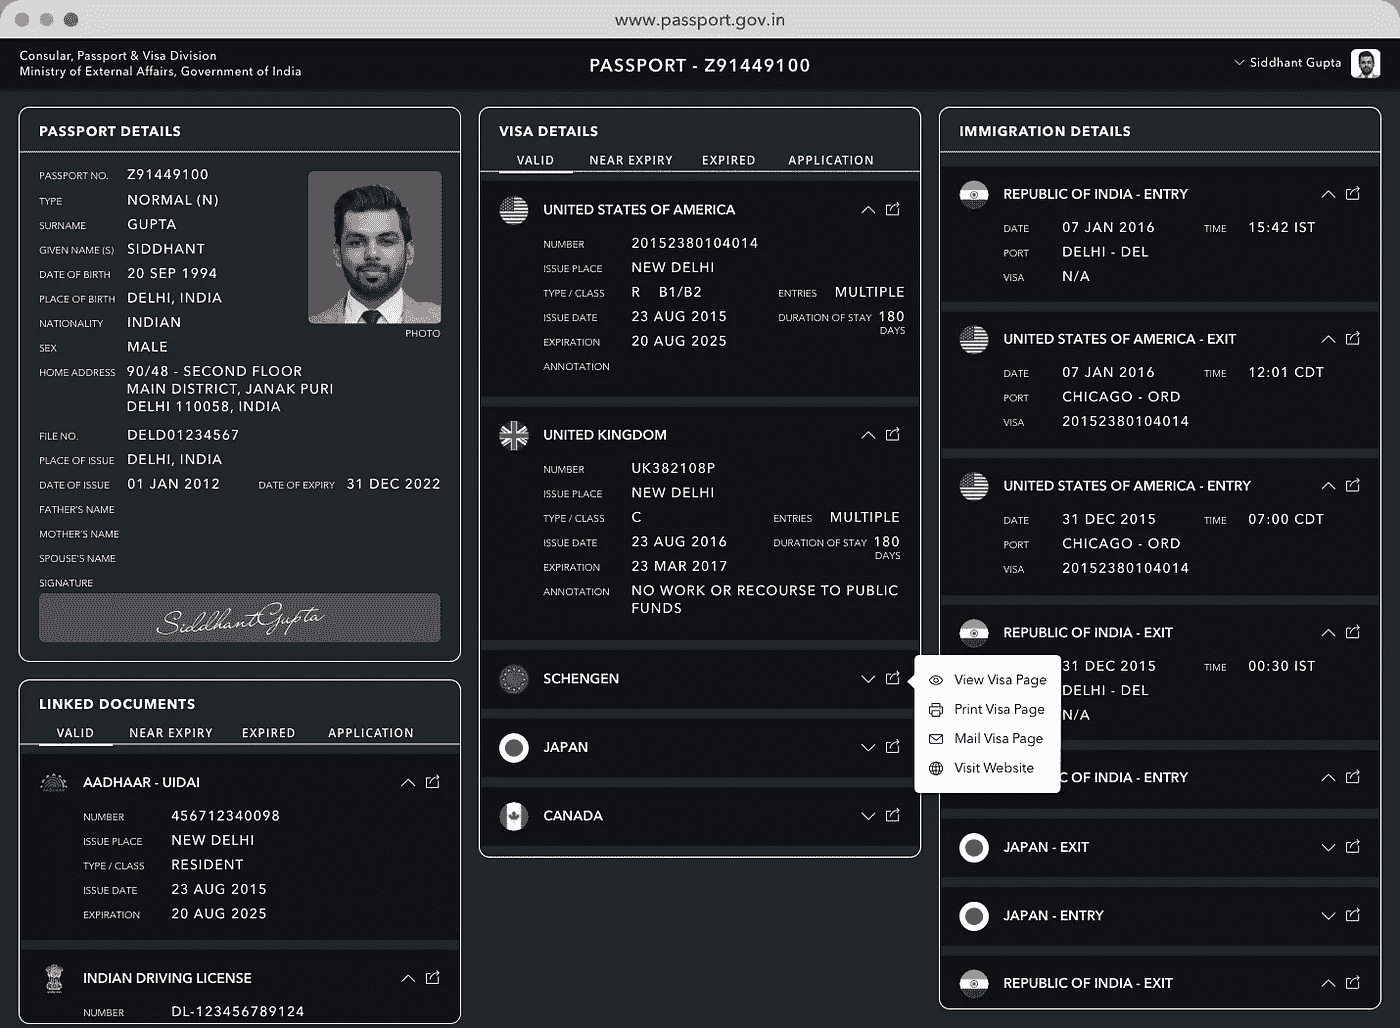 www.passport.gov.in
Consular, Passport & Visa Division
Ministry of External Affairs, Government of India
PASSPORT - Z91449100
Siddhant Gupta
PASSPORT DETAILS
PASSPORT NO. Z91449100
TYPE NORMAL (N)
SURNAME GUPTA
GIVEN NAME (S) SIDDHANT
DATE OF BIRTH 20 SEP 1994
PLACE OF BIRTH DELHI, INDIA
NATIONALITY INDIAN
SEX MALE
PHOTO
HOME ADDRESS 90/48 - SECOND FLOOR
MAIN DISTRICT, JANAK PURI
DELHI 110058, INDIA
FILE NO. DELD01234567
PLACE OF ISSUE DELHI, INDIA
DATE OF ISSUE 01 JAN 2012 DATE OF EXPIRY 31 DEC 2022
FATHER'S NAME
MOTHER'S NAME
SPOUSE'S NAME
SIGNATURE
SiddhantGupta
LINKED DOCUMENTS
VALID NEAR EXPIRY EXPIRED APPLICATION
AADHAAR - UIDAI
NUMBER 456712340098
ISSUE PLACE NEW DELHI
TYPE / CLASS RESIDENT
ISSUE DATE 23 AUG 2015
EXPIRATION 20 AUG 2025
INDIAN DRIVING LICENSE
NUMBER DL-123456789124
VISA DETAILS
VALID NEAR EXPIRY EXPIRED APPLICATION
UNITED STATES OF AMERICA
NUMBER 20152380104014
ISSUE PLACE NEW DELHI
TYPE / CLASS R B1/B2 ENTRIES MULTIPLE
ISSUE DATE 23 AUG 2015 DURATION OF STAY 180
DAYS
EXPIRATION 20 AUG 2025
ANNOTATION
UNITED KINGDOM
NUMBER UK382108P
ISSUE PLACE NEW DELHI
TYPE / CLASS C ENTRIES MULTIPLE
ISSUE DATE 23 AUG 2016 DURATION OF STAY 180
DAYS
EXPIRATION 23 MAR 2017
ANNOTATION NO WORK OR RECOURSE TO PUBLIC
FUNDS
SCHENGEN
JAPAN
CANADA
View Visa Page
Print Visa Page
Mail Visa Page
Visit Website
IMMIGRATION DETAILS
REPUBLIC OF INDIA - ENTRY
DATE 07 JAN 2016 TIME 15:42 IST
PORT DELHI - DEL
VISA N/A
UNITED STATES OF AMERICA - EXIT
DATE 07 JAN 2016 TIME 12:01 CDT
PORT CHICAGO - ORD
VISA 20152380104014
UNITED STATES OF AMERICA - ENTRY
DATE 31 DEC 2015 TIME 07:00 CDT
PORT CHICAGO - ORD
VISA 20152380104014
REPUBLIC OF INDIA - EXIT
31 DEC 2015 TIME 00:30 IST
DELHI - DEL
N/A
C OF INDIA - ENTRY
JAPAN - EXIT
JAPAN - ENTRY
REPUBLIC OF INDIA - EXIT